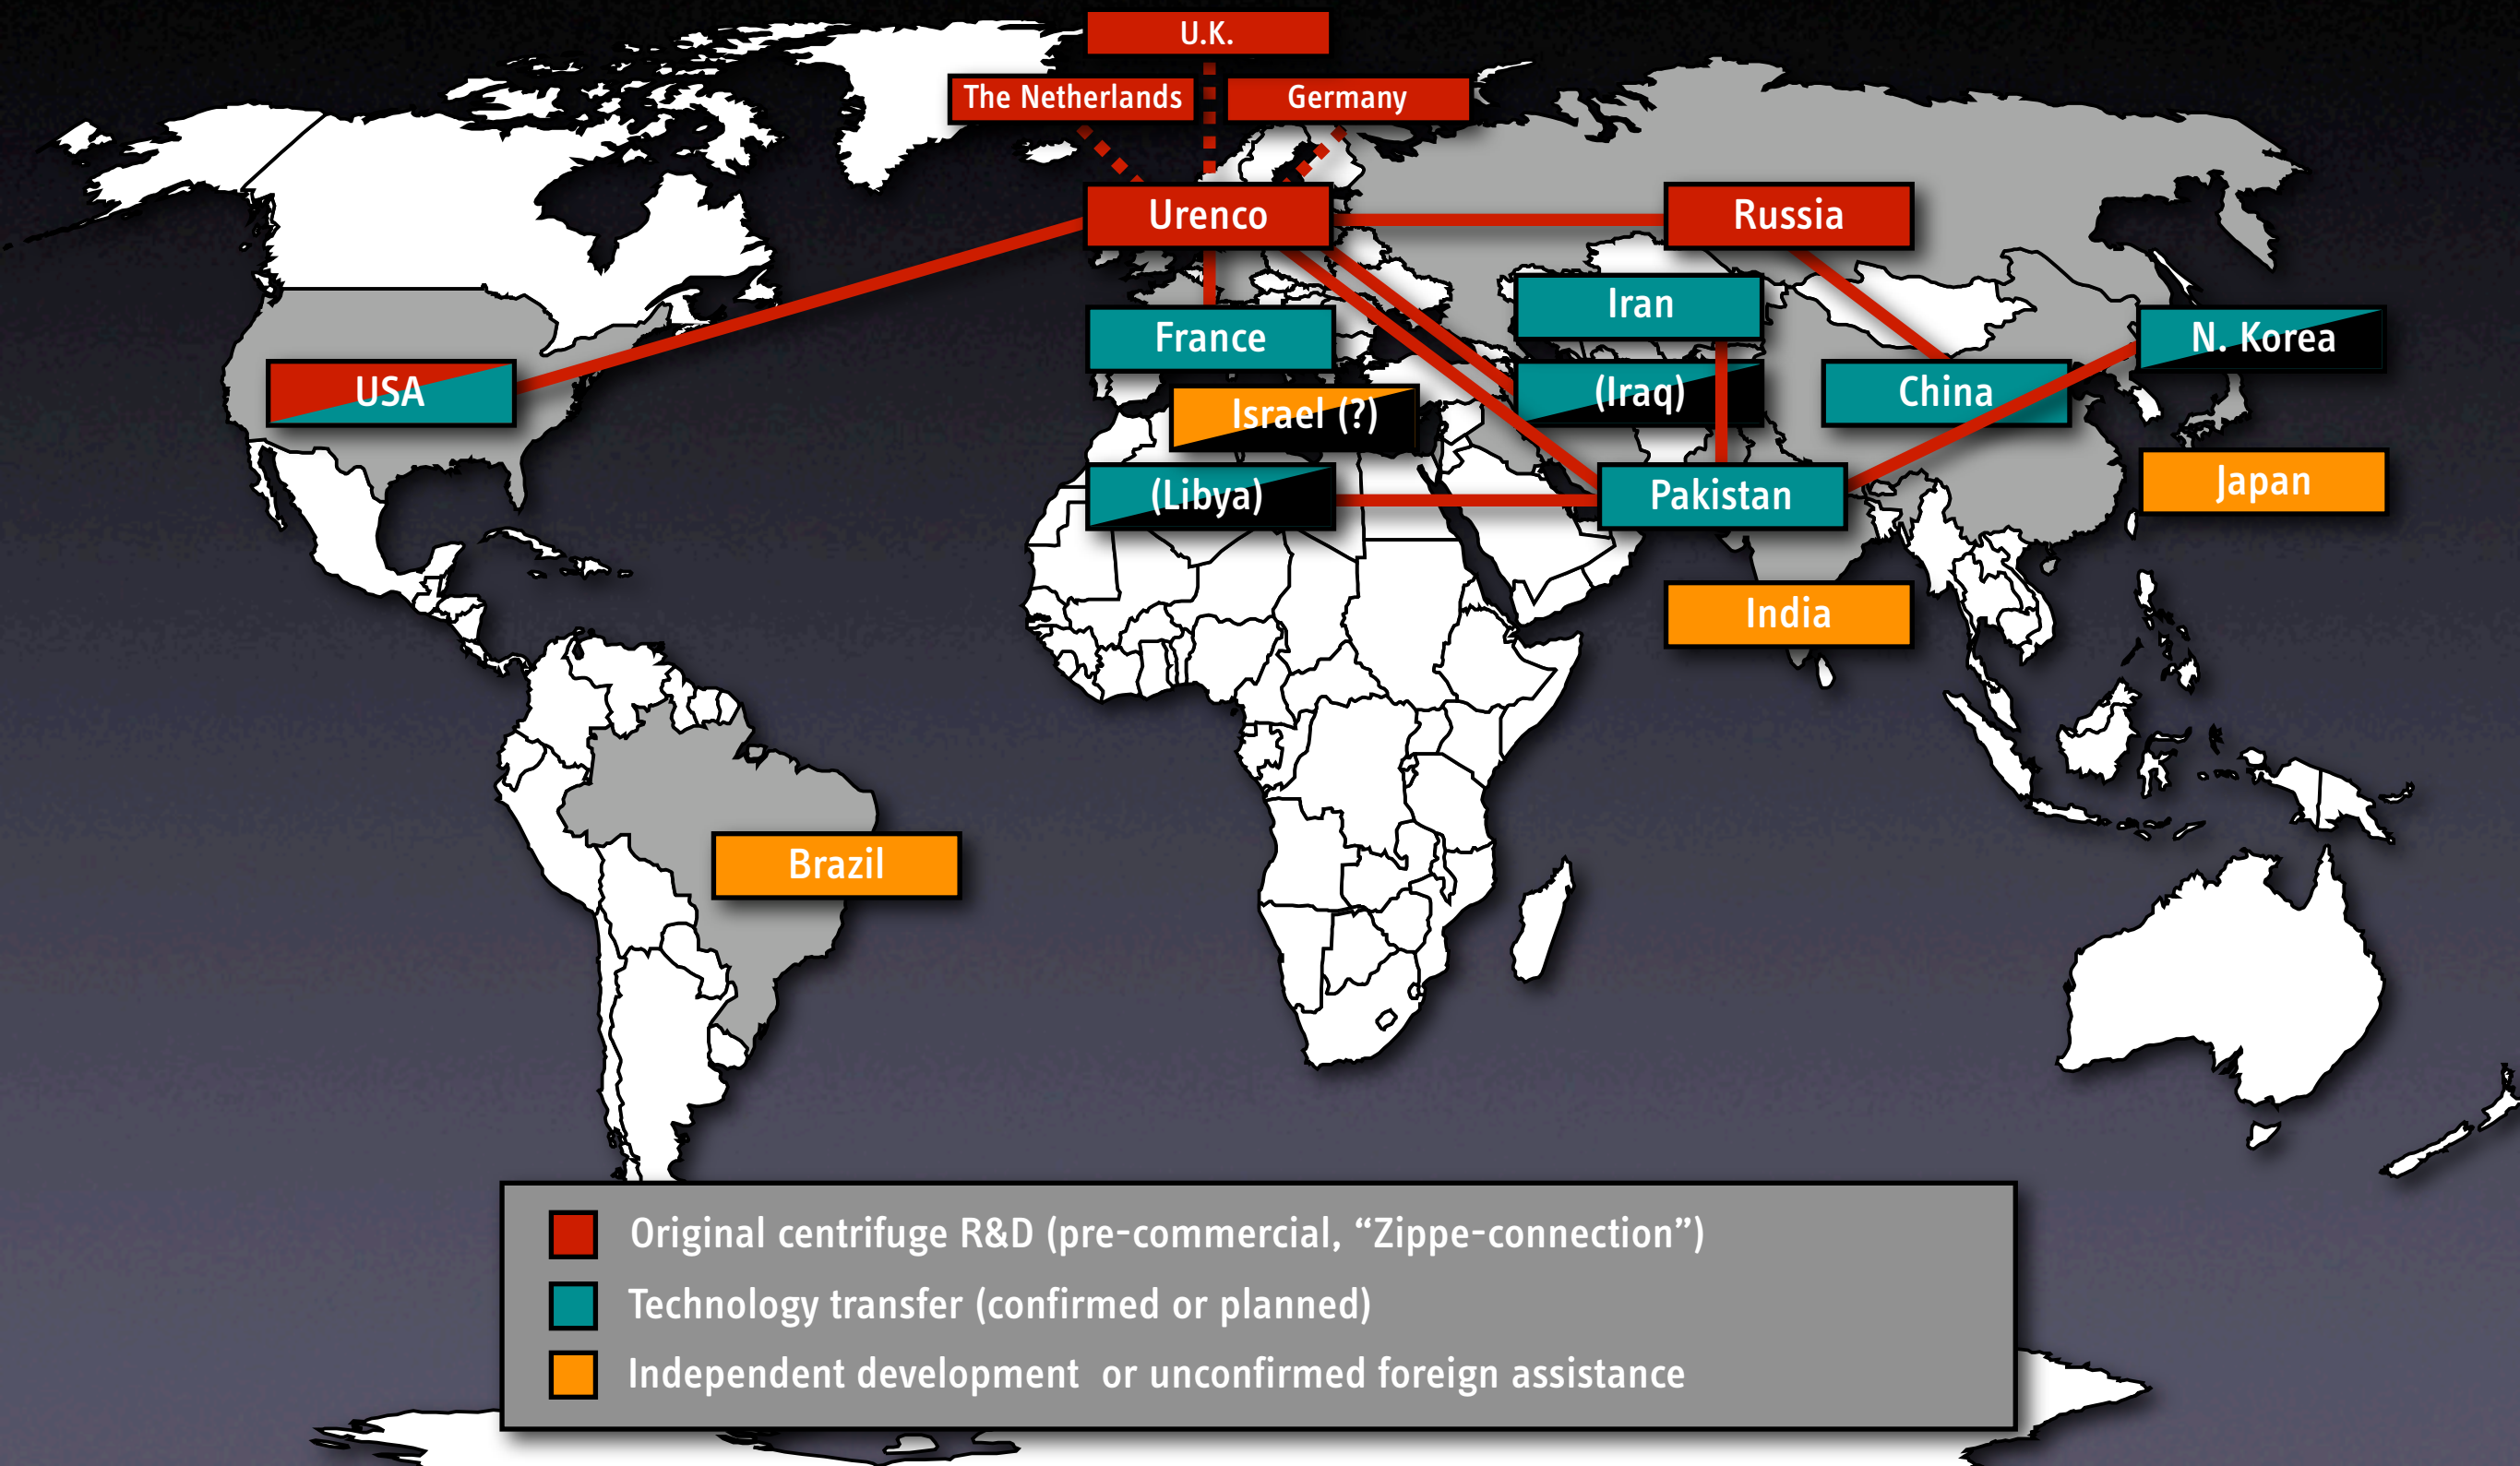 U.K.
The Netherlands
Germany
Urenco
Russia
Iran
France
N. Korea
USA
Israel (?)
(Iraq)
China
(Libya)
Pakistan
Japan
India
Brazil
Original centrifuge R&D (pre-commercial, “Zippe-connection”)
Technology transfer (confirmed or planned)
Independent development  or unconfirmed foreign assistance